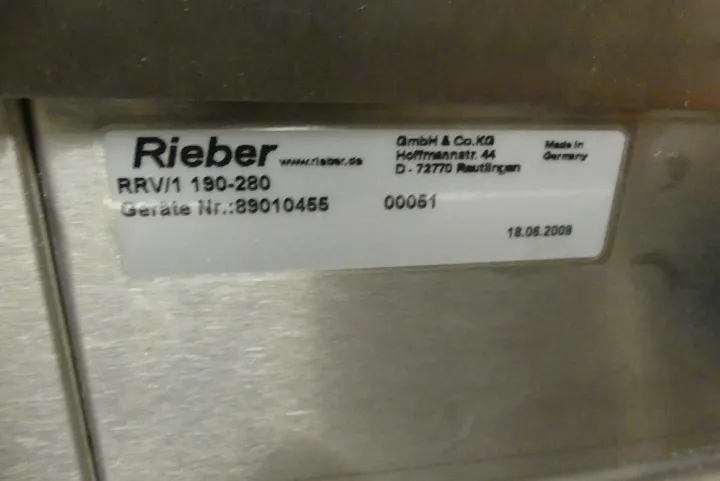 Rieber www.rieber.de
GmbH & Co.KG
Hoffmannstr. 44
D - 72770 Reutlingen
Made in
Germany
RRV/1 190-280
Geräte Nr.:89010455 00051
18.06.2009